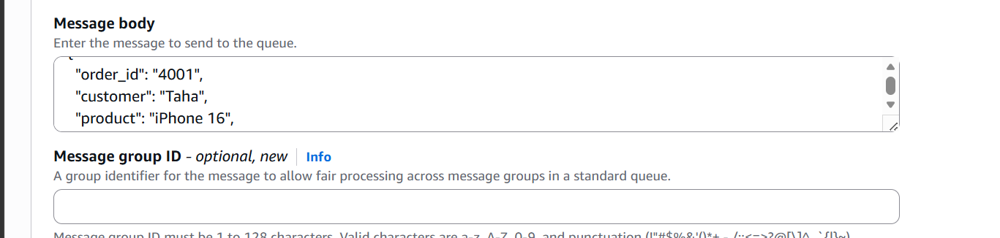 Message body
Enter the message to send to the queue.
{
"order_id": "4001",
"customer": "Taha",
"product": "iPhone 16",
Message group ID - optional, new Info
A group identifier for the message to allow fair processing across message groups in a standard queue.
Message group ID must be 1 to 128 characters. Valid characters are a-z, A-Z, 0-9, and punctuation